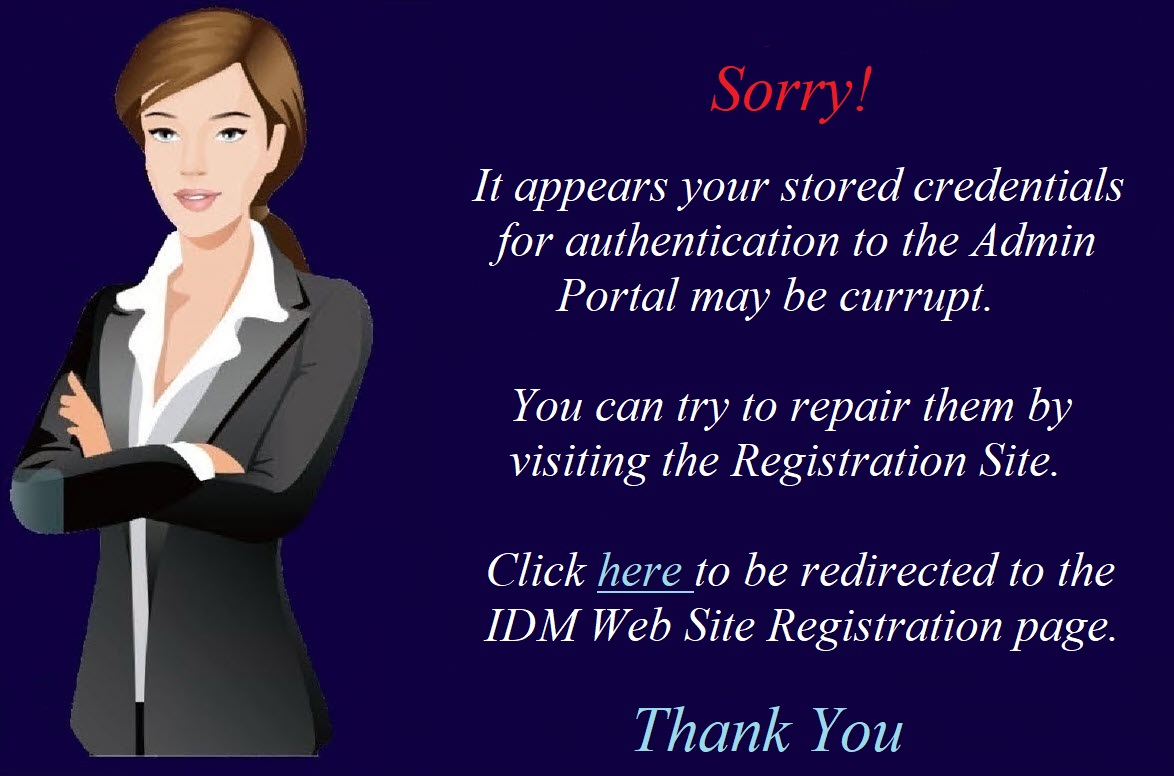 Sorry!
It appears your stored credentials
for authentication to the Admin
Portal may be currupt.
You can try to repair them by
visiting the Registration Site.
Click here to be redirected to the
IDM Web Site Registration page.
Thank You